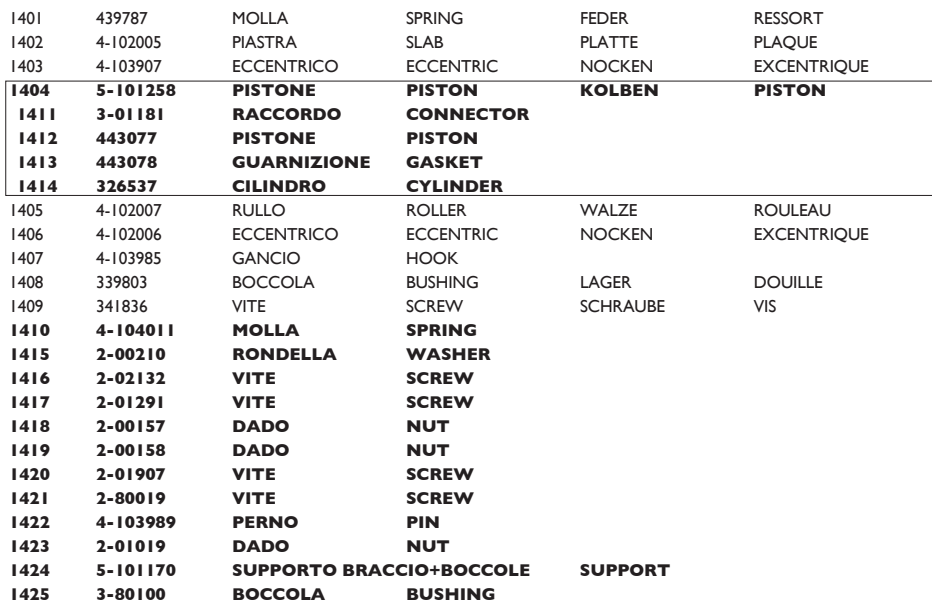 1401 439787 MOLLA SPRING FEDER RESSORT
1402 4-102005 PIASTRA SLAB PLATTE PLAQUE
1403 4-103907 ECCENTRICO ECCENTRIC NOCKEN EXCENTRIQUE
1404 5-101258 PISTONE PISTON KOLBEN PISTON
1411 3-01181 RACCORDO CONNECTOR
1412 443077 PISTONE PISTON
1413 443078 GUARNIZIONE GASKET
1414 326537 CILINDRO CYLINDER
1405 4-102007 RULLO ROLLER WALZE ROULEAU
1406 4-102006 ECCENTRICO ECCENTRIC NOCKEN EXCENTRIQUE
1407 4-103985 GANCIO HOOK
1408 339803 BOCCOLA BUSHING LAGER DOUILLE
1409 341836 VITE SCREW SCHRAUBE VIS
1410 4-104011 MOLLA SPRING
1415 2-00210 RONDELLA WASHER
1416 2-02132 VITE SCREW
1417 2-01291 VITE SCREW
1418 2-00157 DADO NUT
1419 2-00158 DADO NUT
1420 2-01907 VITE SCREW
1421 2-80019 VITE SCREW
1422 4-103989 PERNO PIN
1423 2-01019 DADO NUT
1424 5-101170 SUPPORTO BRACCIO+BOCCOLE SUPPORT
1425 3-80100 BOCCOLA BUSHING